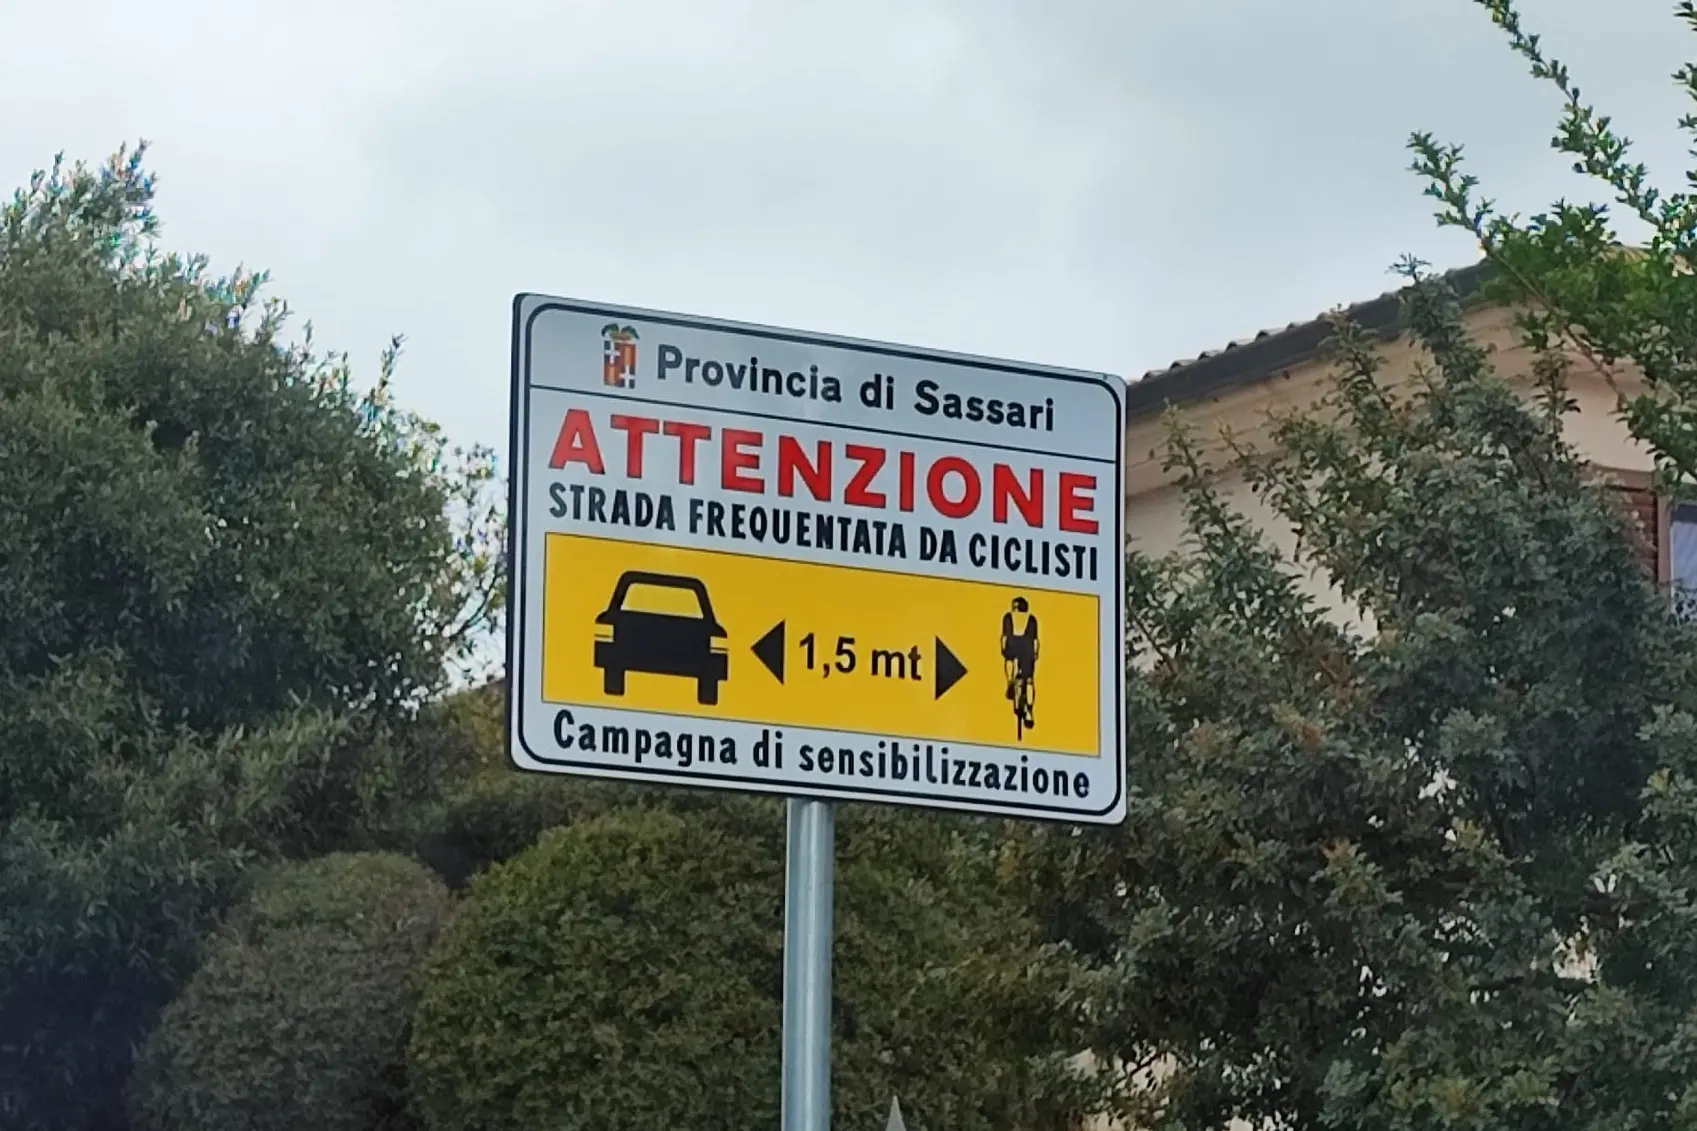 Provincia di Sassari
ATTENZIONE
STRADA FREQUENTATA DA CICLISTI
1,5 mt
Campagna di sensibilizzazione